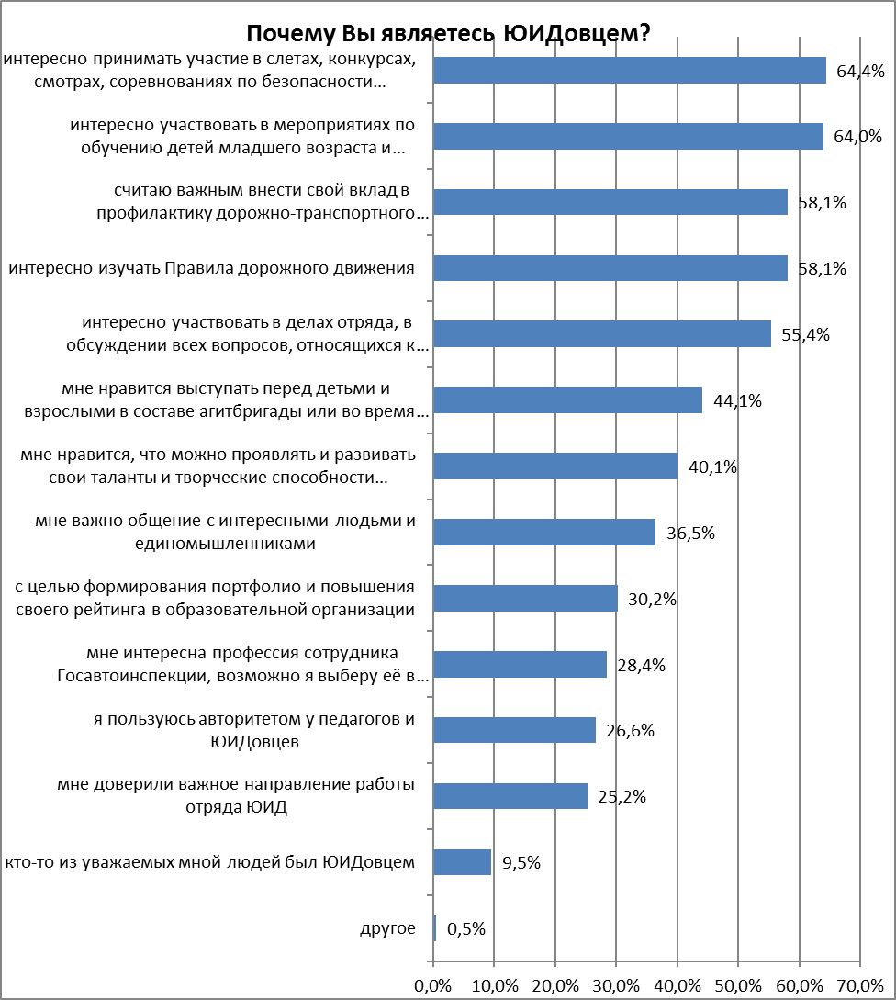 Почему Вы являетесь ЮИДовцем?
интересно принимать участие в слетах, конкурсах,
смотрах, соревнованиях по безопасности…
64,4%
интересно участвовать в мероприятиях по
обучению детей младшего возраста и…
64,0%
считаю важным внести свой вклад в
профилактику дорожно-транспортного…
58,1%
интересно изучать Правила дорожного движения
58,1%
интересно участвовать в делах отряда, в
обсуждении всех вопросов, относящихся к…
55,4%
мне нравится выступать перед детьми и
взрослыми в составе агитбригады или во время…
44,1%
мне нравится, что можно проявлять и развивать
свои таланты и творческие способности…
40,1%
мне важно общение с интересными людьми и
единомышленниками
36,5%
с целью формирования портфолио и повышения
своего рейтинга в образовательной организации
30,2%
мне интересна профессия сотрудника
Госавтоинспекции, возможно я выберу её в…
28,4%
я пользуюсь авторитетом у педагогов и
ЮИДовцев
26,6%
мне доверили важное направление работы
отряда ЮИД
25,2%
кто-то из уважаемых мной людей был ЮИДовцем
9,5%
другое
0,5%
0,0% 10,0% 20,0% 30,0% 40,0% 50,0% 60,0% 70,0%